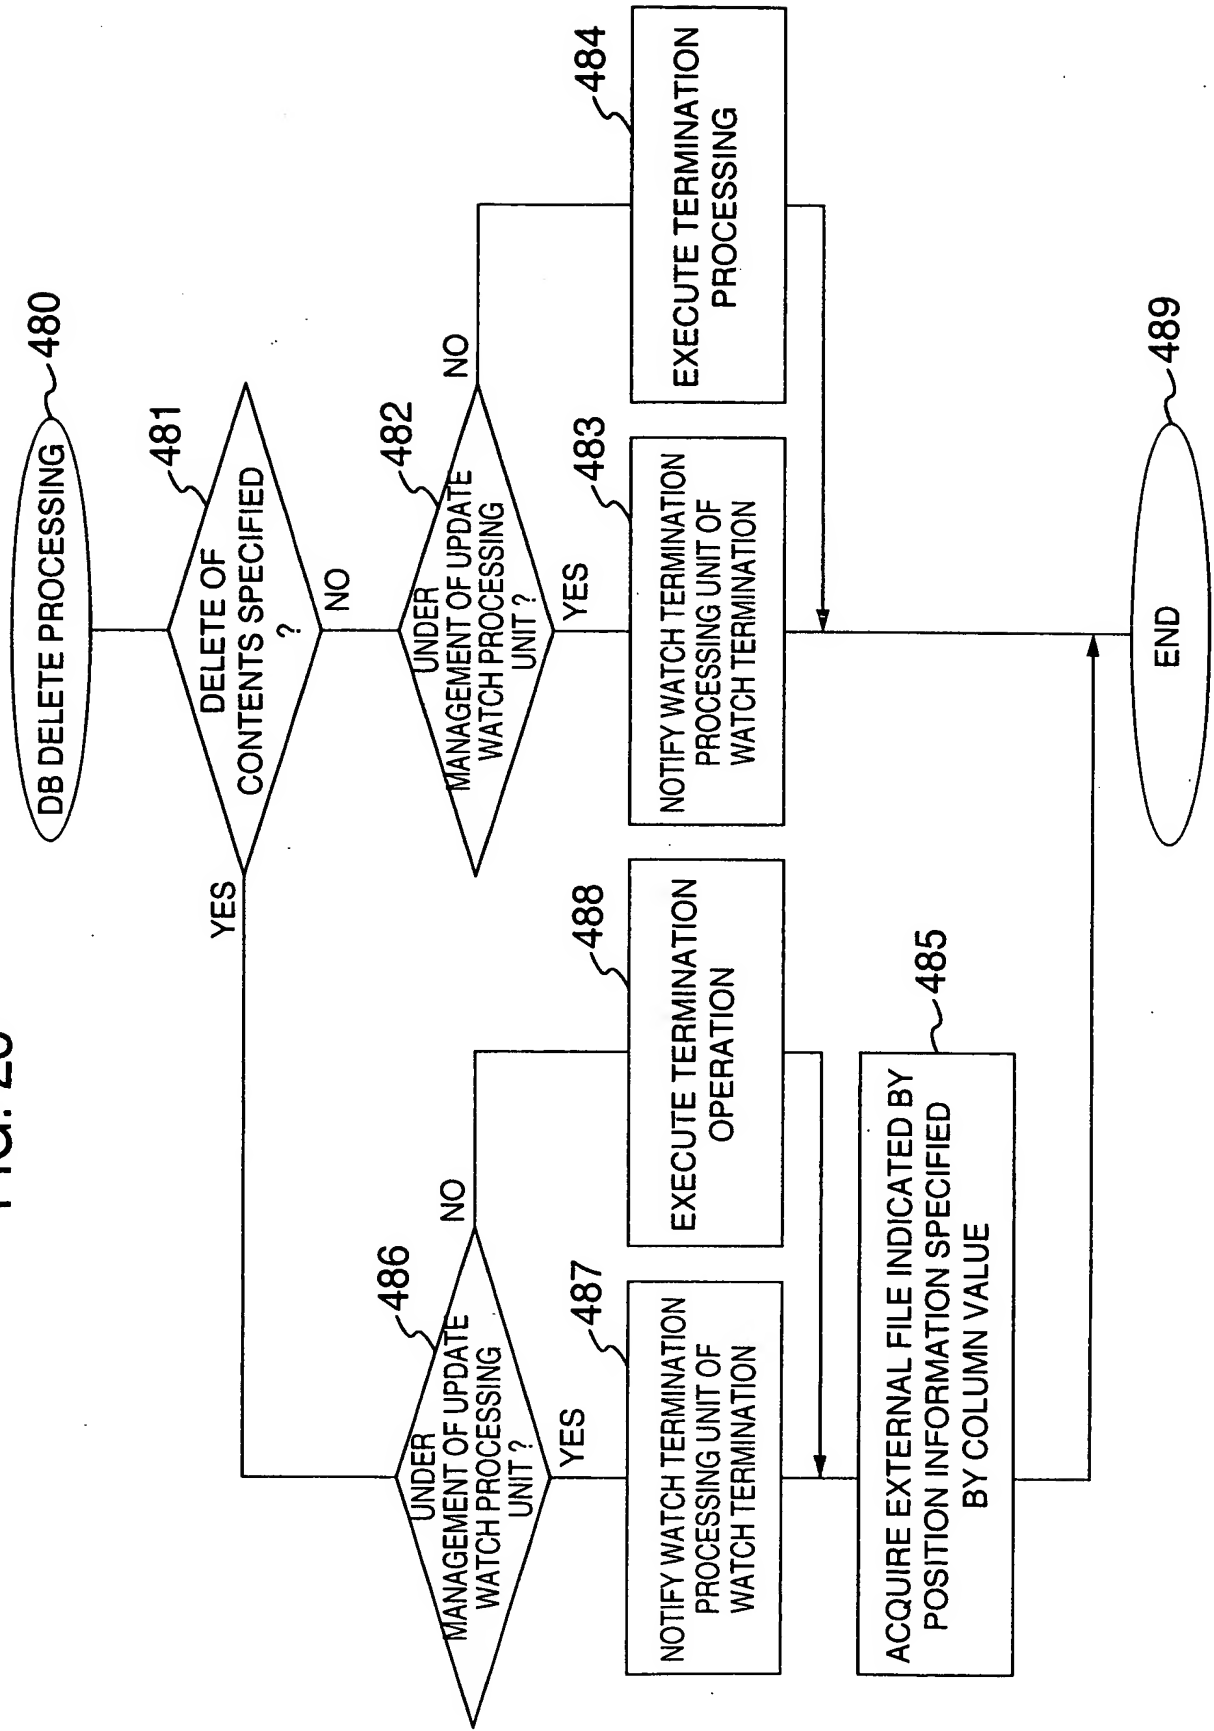 DB DELETE PROCESSING
480
481
DELETE OF
CONTENTS SPECIFIED
?
YES
NO
482
UNDER
MANAGEMENT OF UPDATE
WATCH PROCESSING
UNIT ?
NO
YES
483
NOTIFY WATCH TERMINATION
PROCESSING UNIT OF
WATCH TERMINATION
484
EXECUTE TERMINATION
PROCESSING
486
UNDER
MANAGEMENT OF UPDATE
WATCH PROCESSING
UNIT ?
NO
YES
487
NOTIFY WATCH TERMINATION
PROCESSING UNIT OF
WATCH TERMINATION
488
EXECUTE TERMINATION
OPERATION
485
ACQUIRE EXTERNAL FILE INDICATED BY
POSITION INFORMATION SPECIFIED
BY COLUMN VALUE
END
489